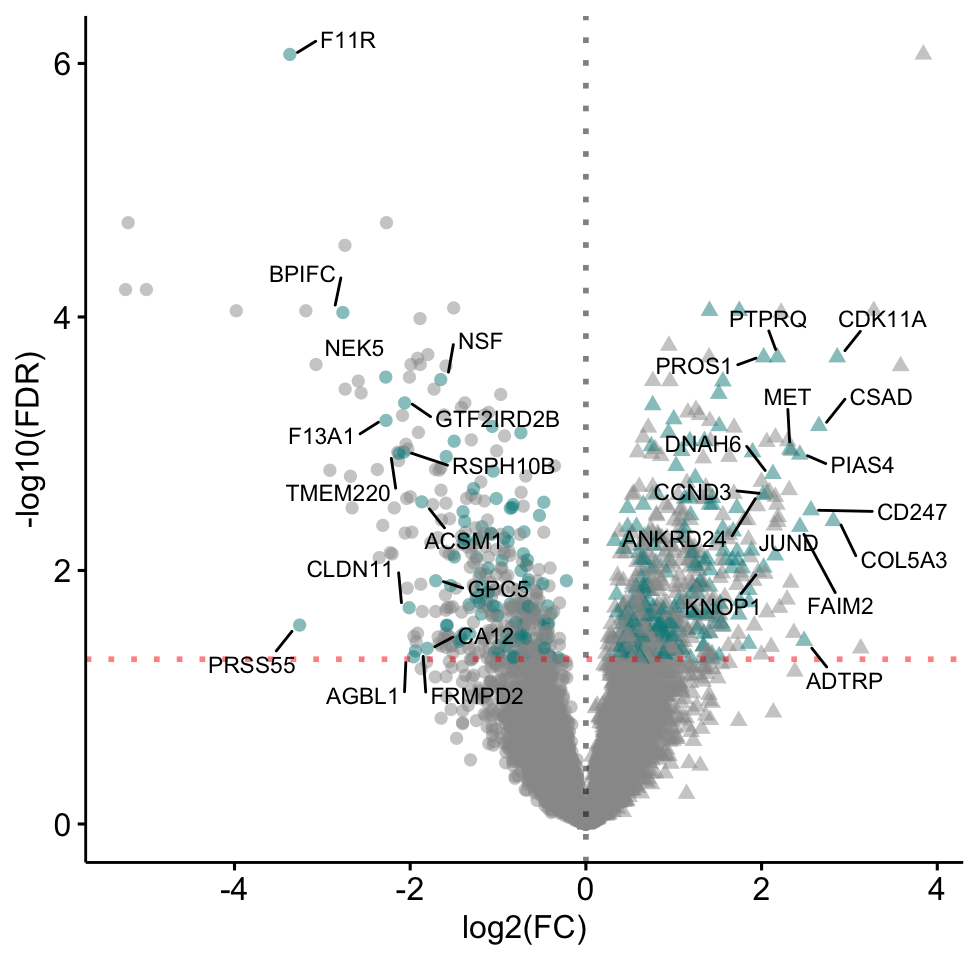 F11R
6
BPIFC
4
PTPRQ
CDK11A
NEK5
NSF
PROS1
MET
CSAD
GTF2IRD2B
F13A1
DNAH6
RSPH10B
PIAS4
TMEM220
CCND3
CD247
ACSM1
ANKRD24
JUND
COL5A3
CLDN11
2
GPC5
KNOP1
FAIM2
CA12
PRSS55
ADTRP
AGBL1
FRMPD2
0
-log10(FDR)
-4
-2
0
2
4
log2(FC)